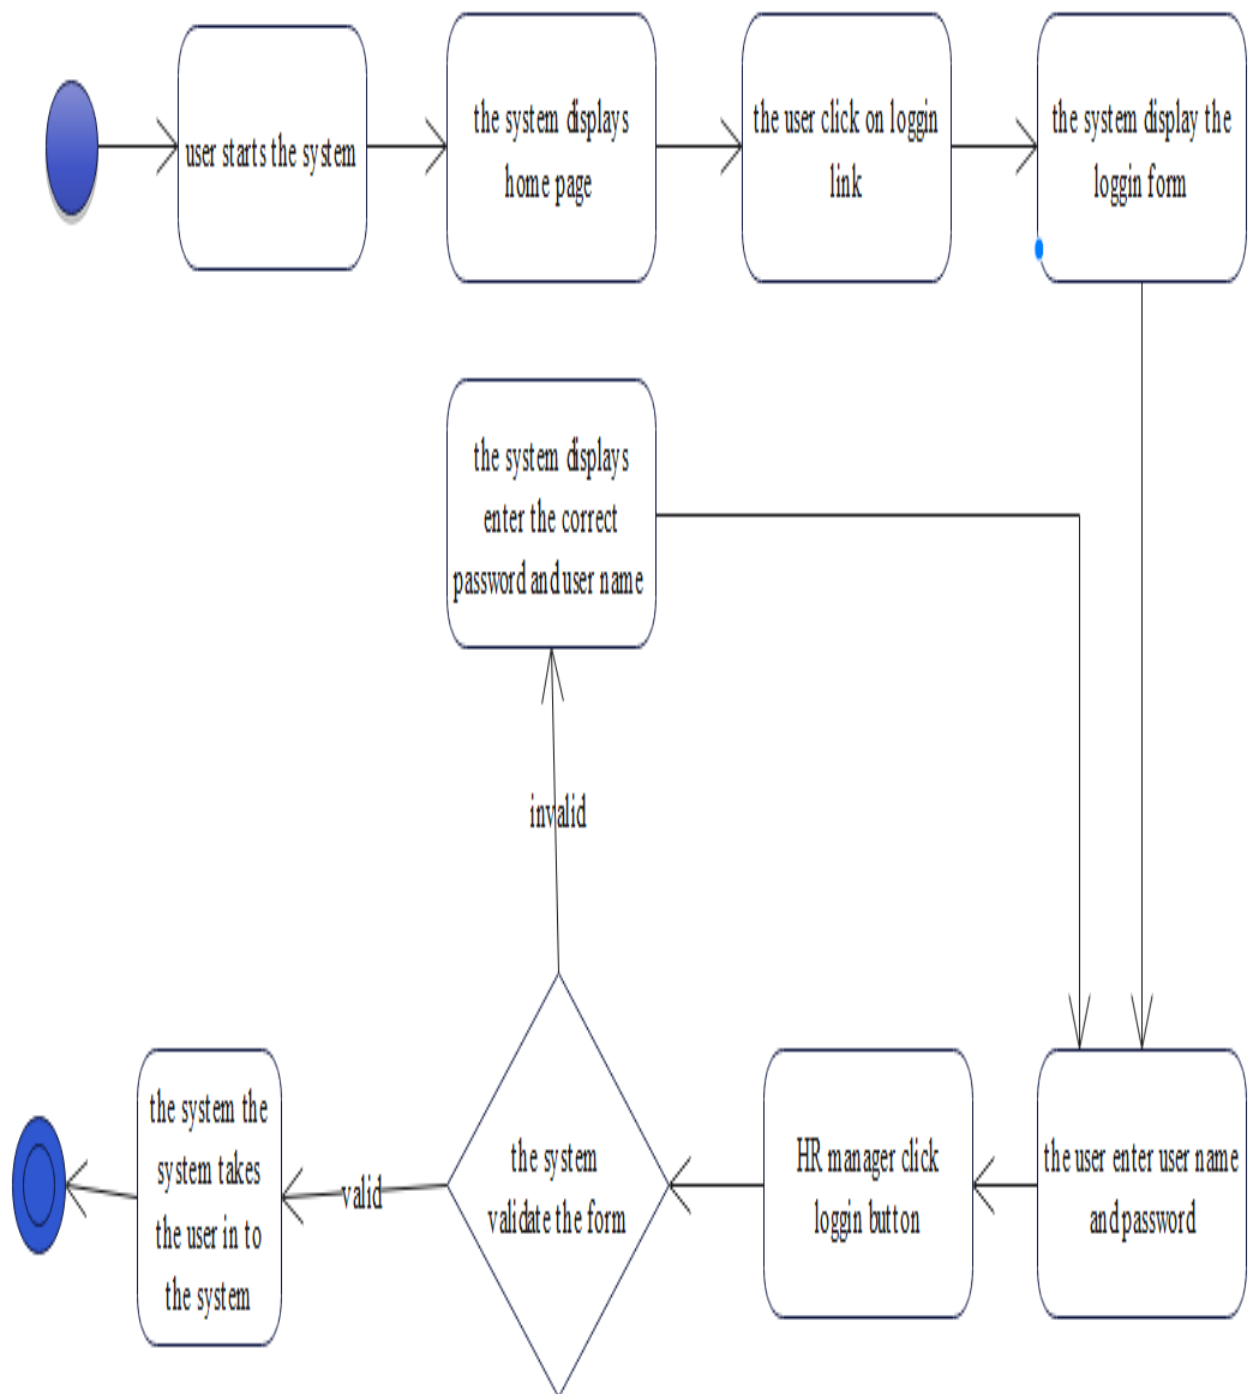 user starts the system
the system displays
home page
the user click on loggin
link
the system display the
loggin form
the system displays
enter the correct
password and user name
invalid
the user enter user name
and password
HR manager click
loggin button
the system
validate the form
valid
the system the
system takes
the user in to
the system